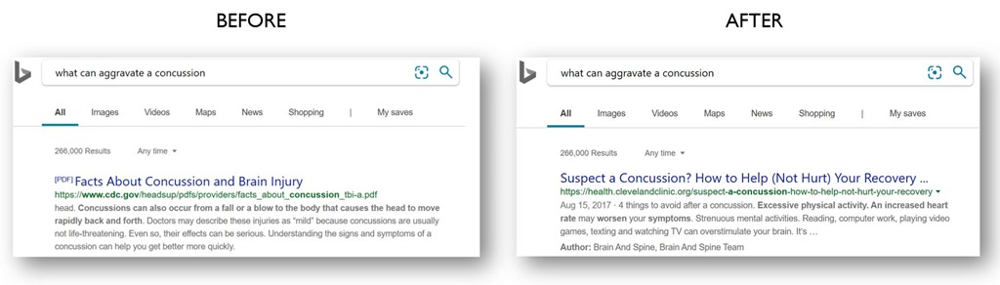 BEFORE
what can aggravate a concussion
All Images Videos Maps News Shopping | My saves
266,000 Results Any time
[PDF] Facts About Concussion and Brain Injury
https://www.cdc.gov/headsup/pdfs/providers/facts_about_concussion_tbi-a.pdf
head. Concussions can also occur from a fall or a blow to the body that causes the head to move
rapidly back and forth. Doctors may describe these injuries as “mild” because concussions are usually
not life-threatening. Even so, their effects can be serious. Understanding the signs and symptoms of a
concussion can help you get better more quickly.
AFTER
what can aggravate a concussion
All Images Videos Maps News Shopping | My saves
266,000 Results Any time
Suspect a Concussion? How to Help (Not Hurt) Your Recovery ...
https://health.clevelandclinic.org/suspect-a-concussion-how-to-help-not-hurt-your-recovery
Aug 15, 2017 · 4 things to avoid after a concussion. Excessive physical activity. An increased heart
rate may worsen your symptoms. Strenuous mental activities. Reading, computer work, playing video
games, texting and watching TV can overstimulate your brain. It’s …
Author: Brain And Spine, Brain And Spine Team